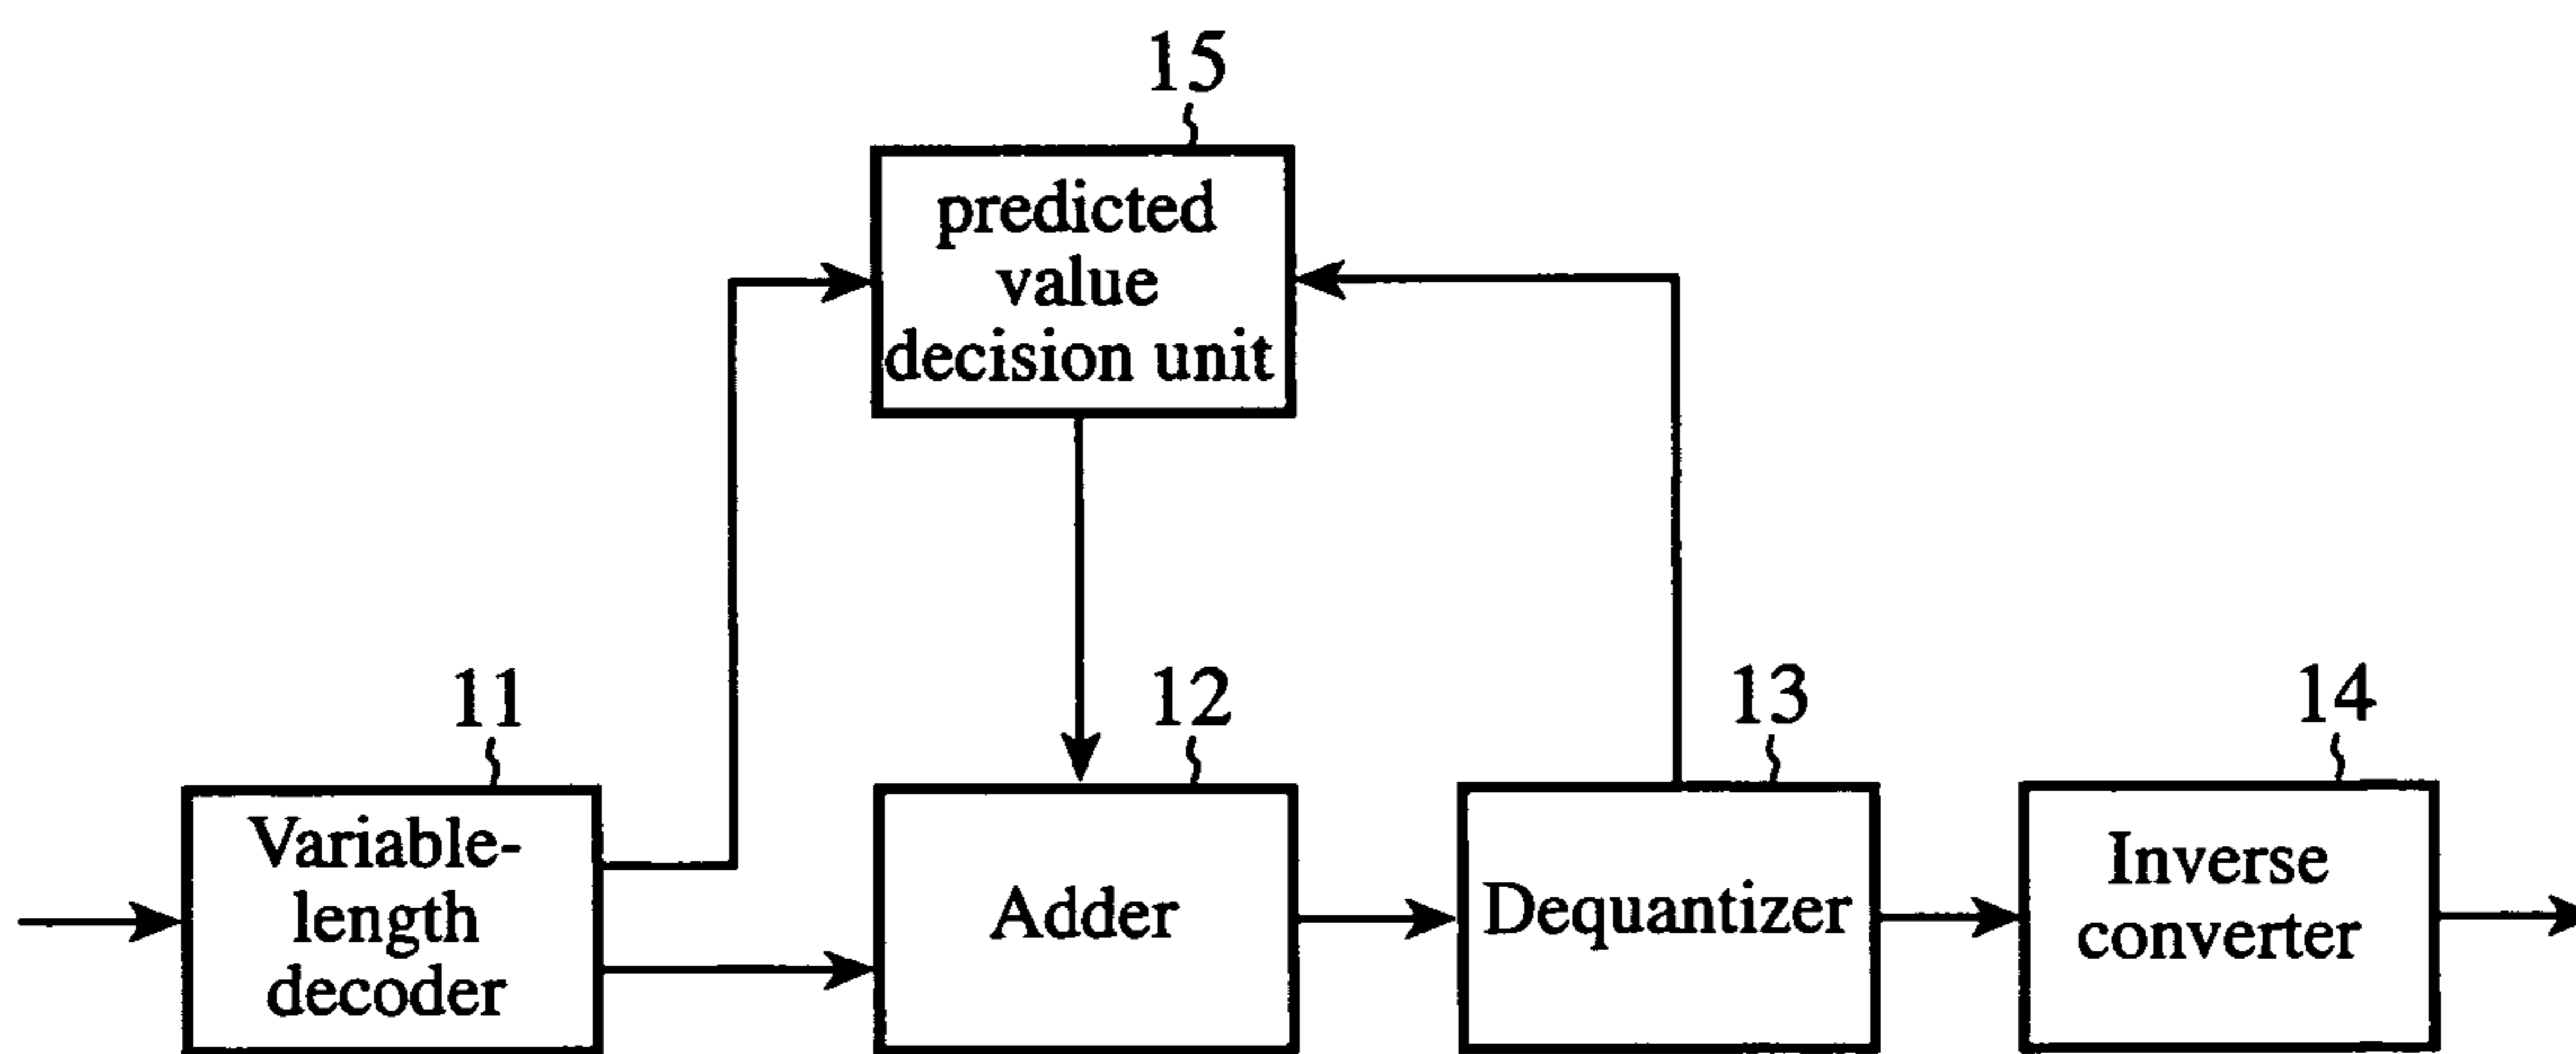 15
predicted
value
decision unit
11
12
13
14
Variable-
length
decoder
Adder
Dequantizer
Inverse
converter